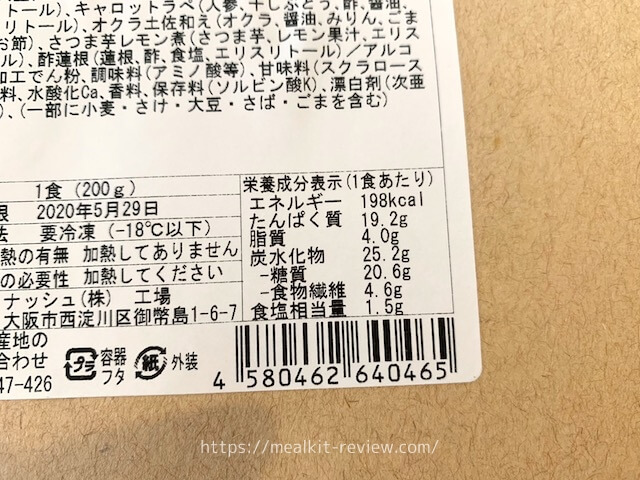 トール)、キャロットラペ(人参、干しぶどう、酢、ごま
リトール)、オクラ土佐和え(オクラ、醤油、みりん、ごま
お節)、さつま芋レモン煮(さつま芋、レモン果汁、エリス
ル)、酢蓮根(蓮根、酢、食塩、エリスリトール)/アルコ
加工でん粉、調味料(アミノ酸等)、甘味料(スクラロース
料、水酸化Ca、香料、保存料(ソルビン酸K)、漂白剤(次亜
)、(一部に小麦・さけ・大豆・さば・ごまを含む)
1食(200g)
限 2020年5月29日
法 要冷凍(-18℃以下)
熱の有無 加熱してありません
の必要性 加熱してください
ナッシュ(株) 工場
大阪市西淀川区御幣島1-6-7
産地の
合わせ
47-426
栄養成分表示(1食あたり)
エネルギー 198kcal
たんぱく質 19.2g
脂質 4.0g
炭水化物 25.2g
-糖質 20.6g
-食物繊維 4.6g
食塩相当量 1.5g
プラ 容器
フタ
紙 外装
4 580462 640465
https://mealkit-review.com/